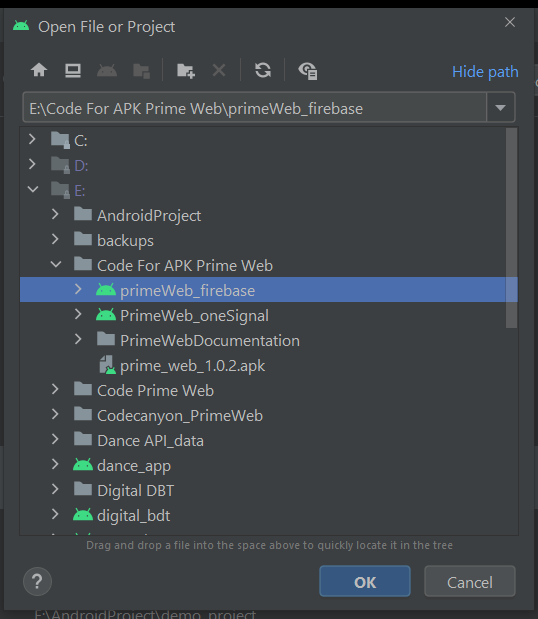 Open File or Project
Hide path
E:\Code For APK Prime Web\primeWeb_firebase
C:
D:
E:
AndroidProject
backups
Code For APK Prime Web
primeWeb_firebase
PrimeWeb_oneSignal
PrimeWebDocumentation
prime_web_1.0.2.apk
Code Prime Web
Codecanyon_PrimeWeb
Dance API_data
dance_app
Digital DBT
digital_bdt
Drag and drop a file into the space above to quickly locate it in the tree
?
OK
Cancel
E:\AndroidProject\demo_project